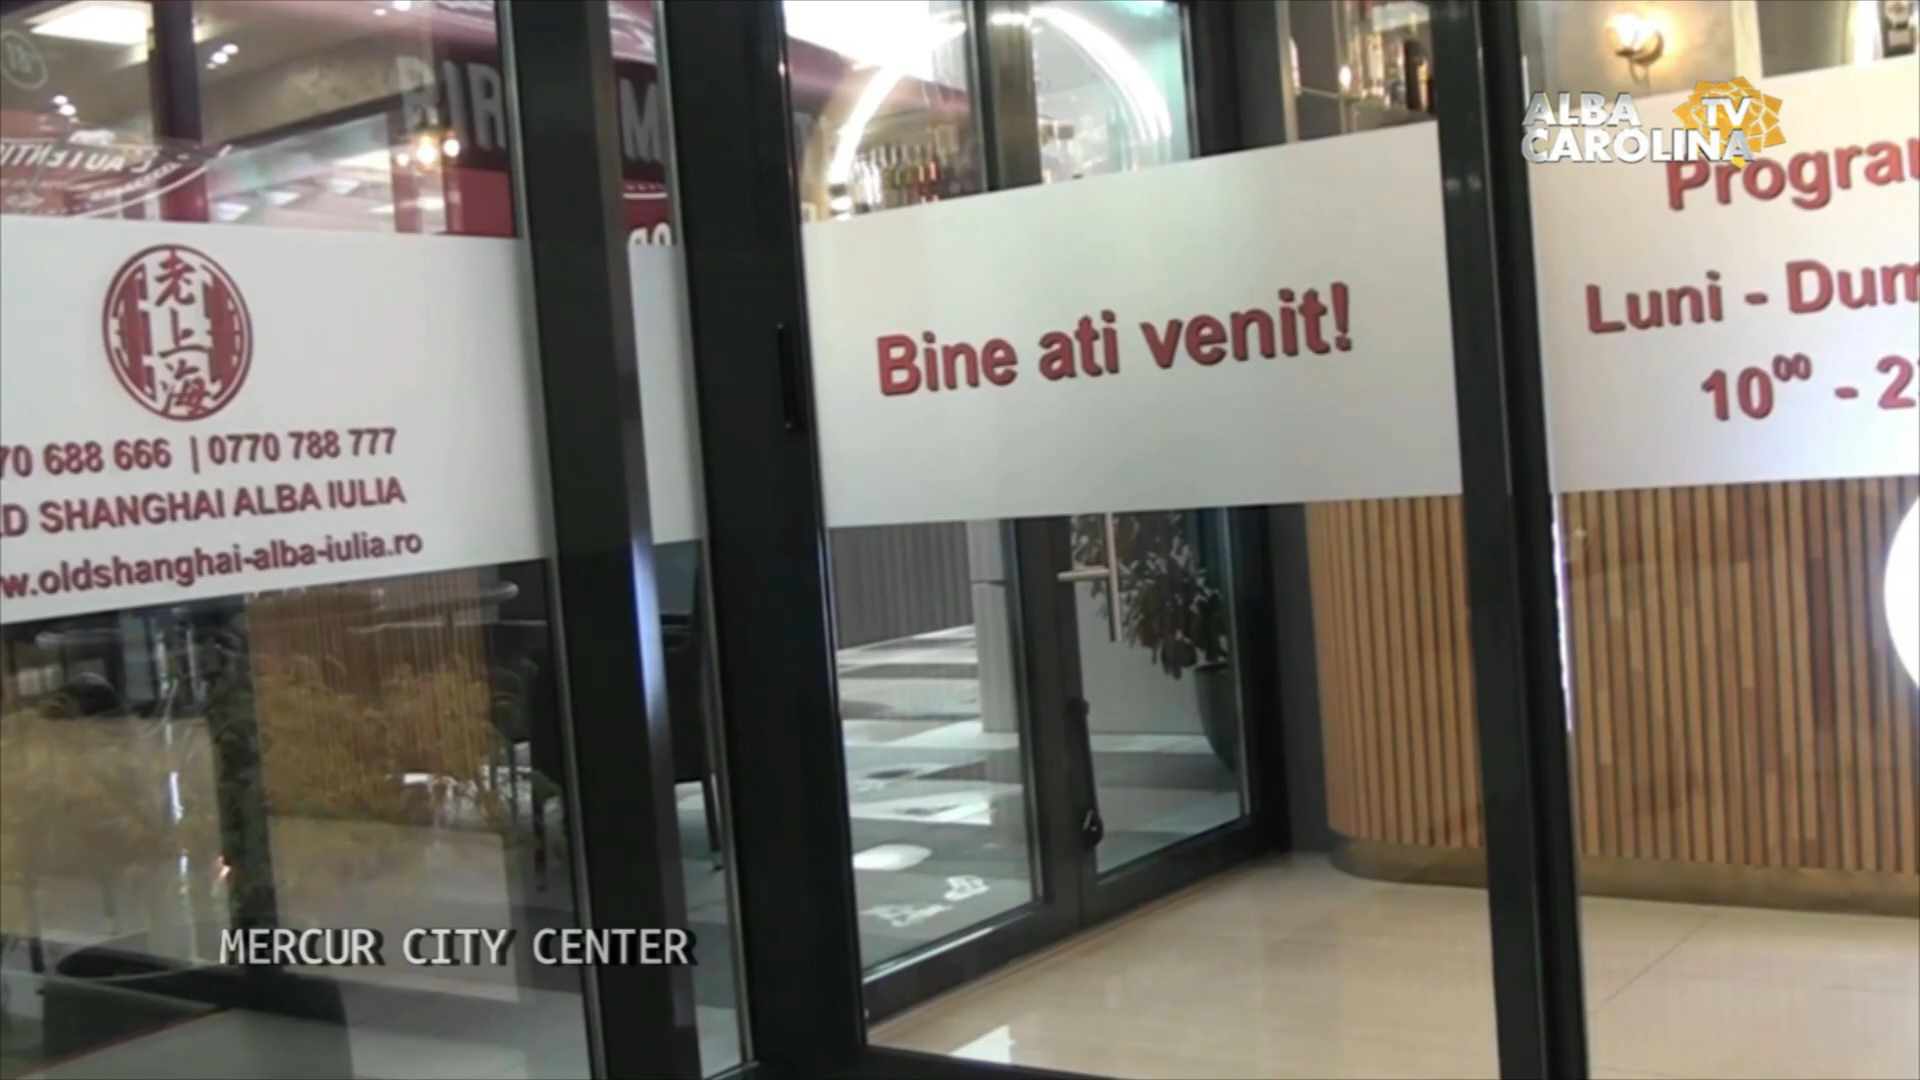 ALBA
TV
CAROLINA
老上海
70 688 666 | 0770 788 777
D SHANGHAI ALBA IULIA
w.oldshanghai-alba-iulia.ro
Bine ati venit!
Progra
Luni - Dum
10⁰⁰ - 2
MERCUR CITY CENTER